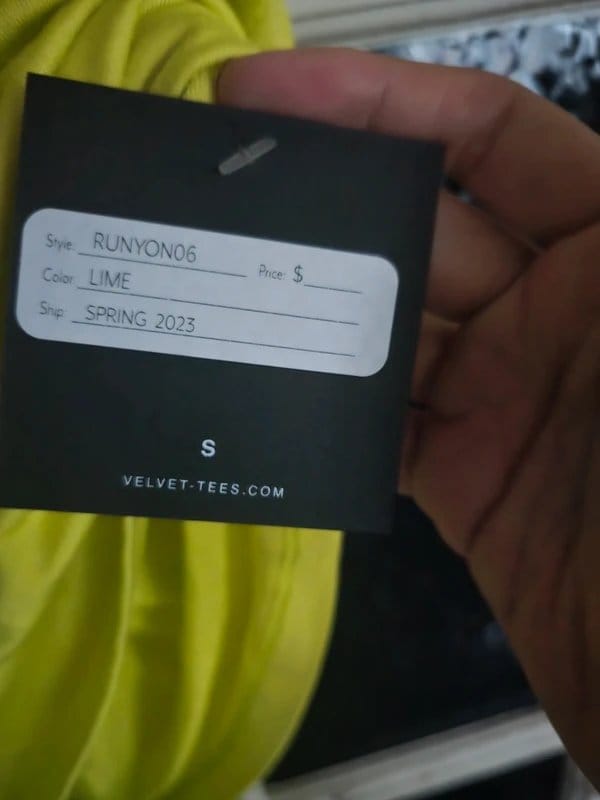 Style: RUNYON06 Price: $
Color: LIME
Ship: SPRING 2023
S
VELVET-TEES.COM